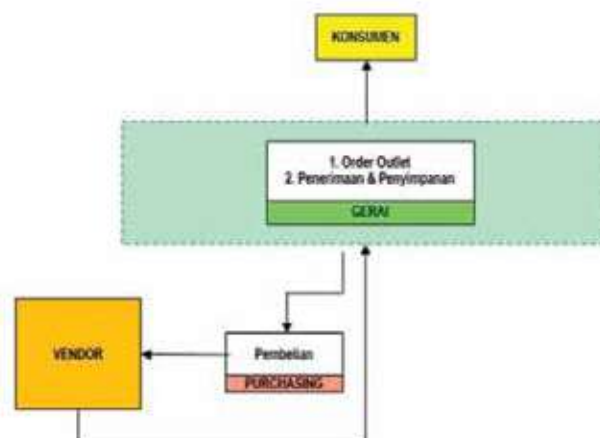 KONSUMEN
1. Order Outlet
2. Penerimaan & Penyimpanan
GERAI
VENDOR
Pembelian
PURCHASING